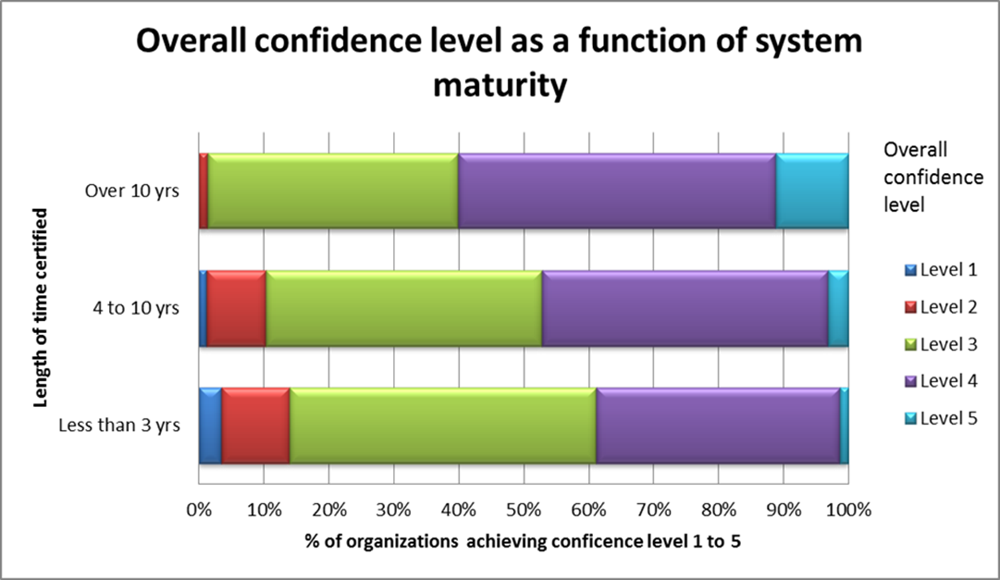 Overall confidence level as a function of system
maturity
Overall
confidence
level
Length of time certified
Over 10 yrs
4 to 10 yrs
Less than 3 yrs
Level 1
Level 2
Level 3
Level 4
Level 5
0% 10% 20% 30% 40% 50% 60% 70% 80% 90% 100%
% of organizations achieving conficence level 1 to 5